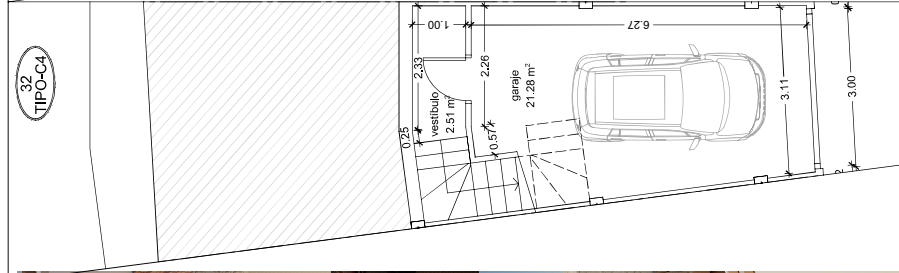 32
TIPO-C4
1.00
6.27
2.33
2.26
vestíbulo
2.51 m²
garaje
21.28 m²
0.25
0.57
3.11
3.00